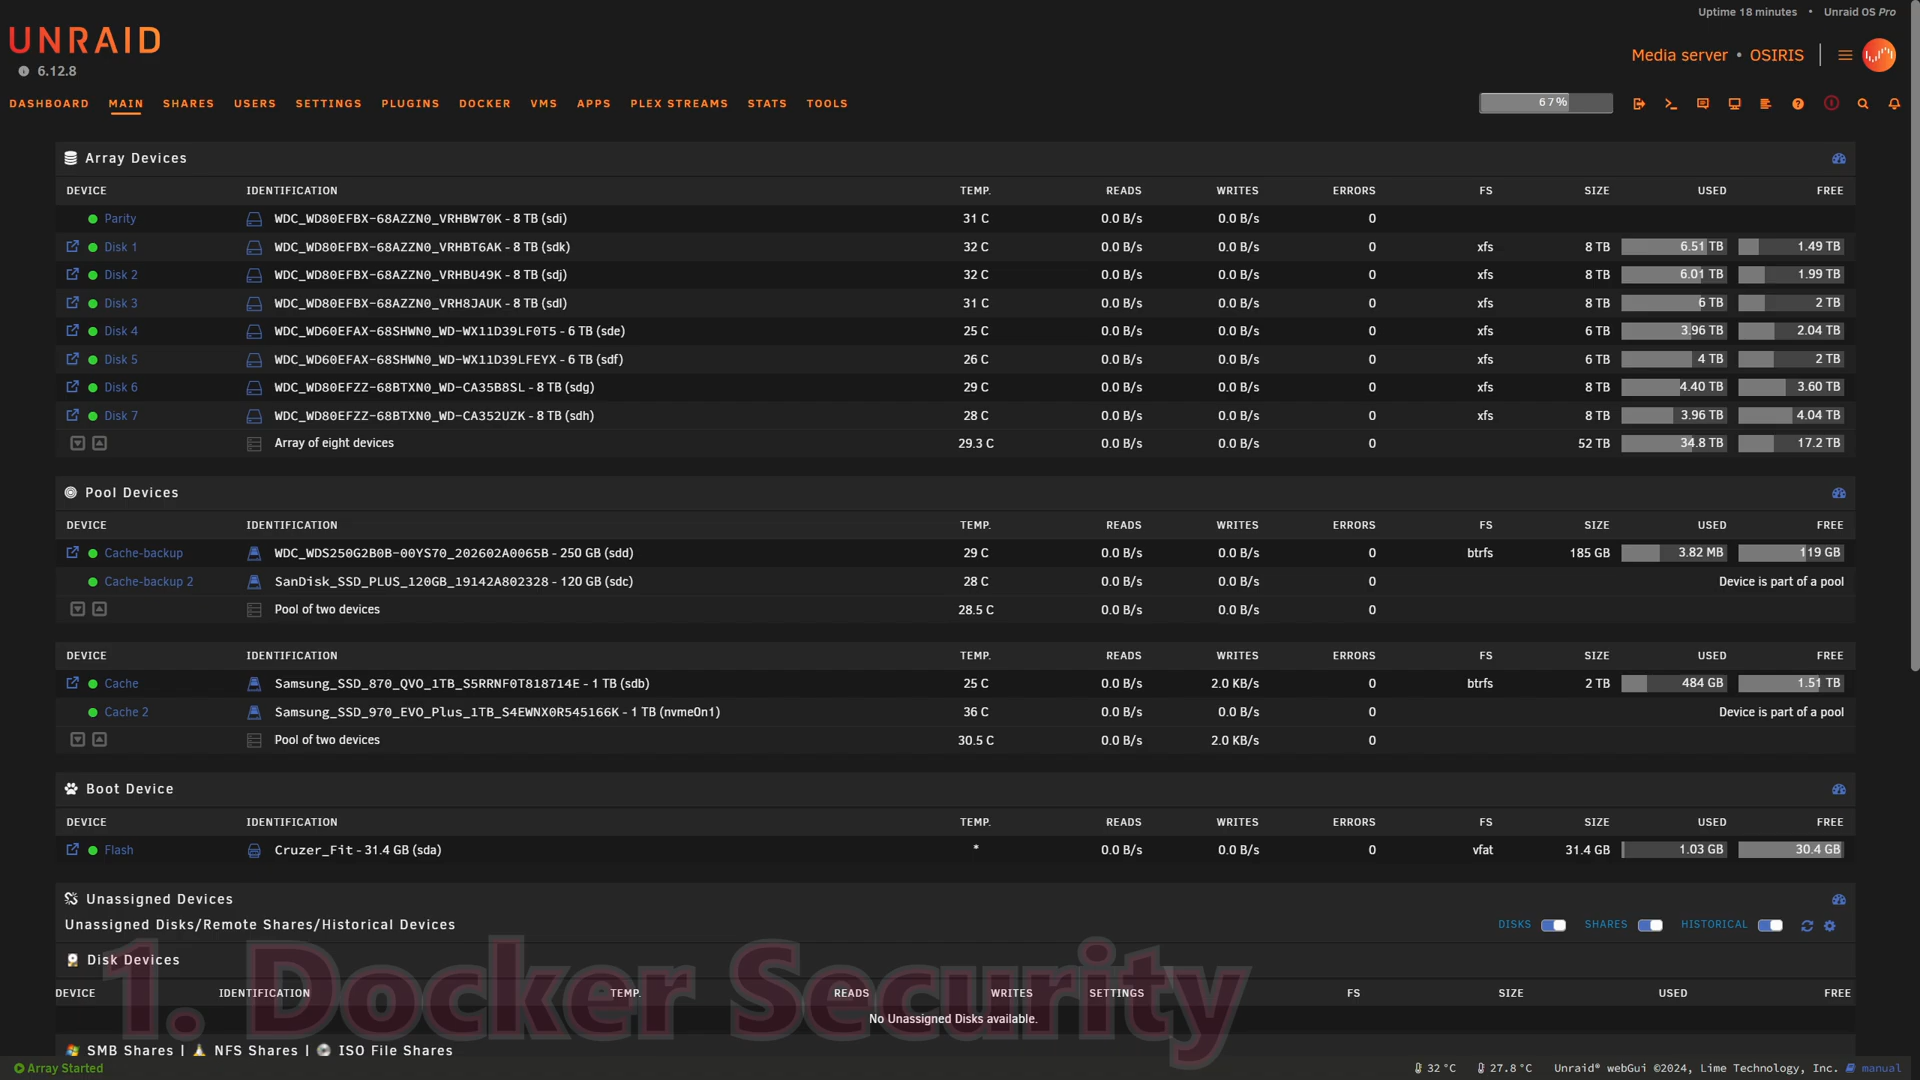 Uptime 18 minutes • Unraid OS Pro
UNRAID
6.12.8
Media server • OSIRIS
DASHBOARD MAIN SHARES USERS SETTINGS PLUGINS DOCKER VMS APPS PLEX STREAMS STATS TOOLS 67%
Array Devices
DEVICE IDENTIFICATION TEMP. READS WRITES ERRORS FS SIZE USED FREE
Parity WDC_WD80EFBX-68AZZN0_VRHBW70K - 8 TB (sdi) 31 C 0.0 B/s 0.0 B/s 0
Disk 1 WDC_WD80EFBX-68AZZN0_VRHBT6AK - 8 TB (sdk) 32 C 0.0 B/s 0.0 B/s 0 xfs 8 TB 6.51 TB 1.49 TB
Disk 2 WDC_WD80EFBX-68AZZN0_VRHBU49K - 8 TB (sdj) 32 C 0.0 B/s 0.0 B/s 0 xfs 8 TB 6.01 TB 1.99 TB
Disk 3 WDC_WD80EFBX-68AZZN0_VRH8JAUK - 8 TB (sdl) 31 C 0.0 B/s 0.0 B/s 0 xfs 8 TB 6 TB 2 TB
Disk 4 WDC_WD60EFAX-68SHWN0_WD-WX11D39LF0T5 - 6 TB (sde) 25 C 0.0 B/s 0.0 B/s 0 xfs 6 TB 3.96 TB 2.04 TB
Disk 5 WDC_WD60EFAX-68SHWN0_WD-WX11D39LFEYX - 6 TB (sdf) 26 C 0.0 B/s 0.0 B/s 0 xfs 6 TB 4 TB 2 TB
Disk 6 WDC_WD80EFZZ-68BTXN0_WD-CA35B8SL - 8 TB (sdg) 29 C 0.0 B/s 0.0 B/s 0 xfs 8 TB 4.40 TB 3.60 TB
Disk 7 WDC_WD80EFZZ-68BTXN0_WD-CA352UZK - 8 TB (sdh) 28 C 0.0 B/s 0.0 B/s 0 xfs 8 TB 3.96 TB 4.04 TB
Array of eight devices 29.3 C 0.0 B/s 0.0 B/s 0 52 TB 34.8 TB 17.2 TB
Pool Devices
DEVICE IDENTIFICATION TEMP. READS WRITES ERRORS FS SIZE USED FREE
Cache-backup WDC_WDS250G2B0B-00YS70_202602A0065B - 250 GB (sdd) 29 C 0.0 B/s 0.0 B/s 0 btrfs 185 GB 3.82 MB 119 GB
Cache-backup 2 SanDisk_SSD_PLUS_120GB_19142A802328 - 120 GB (sdc) 28 C 0.0 B/s 0.0 B/s 0 Device is part of a pool
Pool of two devices 28.5 C 0.0 B/s 0.0 B/s 0
DEVICE IDENTIFICATION TEMP. READS WRITES ERRORS FS SIZE USED FREE
Cache Samsung_SSD_870_QVO_1TB_S5RRNF0T818714E - 1 TB (sdb) 25 C 0.0 B/s 2.0 KB/s 0 btrfs 2 TB 484 GB 1.51 TB
Cache 2 Samsung_SSD_970_EVO_Plus_1TB_S4EWNX0R545166K - 1 TB (nvme0n1) 36 C 0.0 B/s 0.0 B/s 0 Device is part of a pool
Pool of two devices 30.5 C 0.0 B/s 2.0 KB/s 0
Boot Device
DEVICE IDENTIFICATION TEMP. READS WRITES ERRORS FS SIZE USED FREE
Flash Cruzer_Fit - 31.4 GB (sda) * 0.0 B/s 0.0 B/s 0 vfat 31.4 GB 1.03 GB 30.4 GB
Unassigned Devices
Unassigned Disks/Remote Shares/Historical Devices DISKS SHARES HISTORICAL
Disk Devices
1. Docker Security
DEVICE IDENTIFICATION TEMP. READS WRITES SETTINGS FS SIZE USED FREE
No Unassigned Disks available.
SMB Shares | NFS Shares | ISO File Shares
Array Started 32 °C 27.8 °C Unraid® webGui ©2024, Lime Technology, Inc. manual